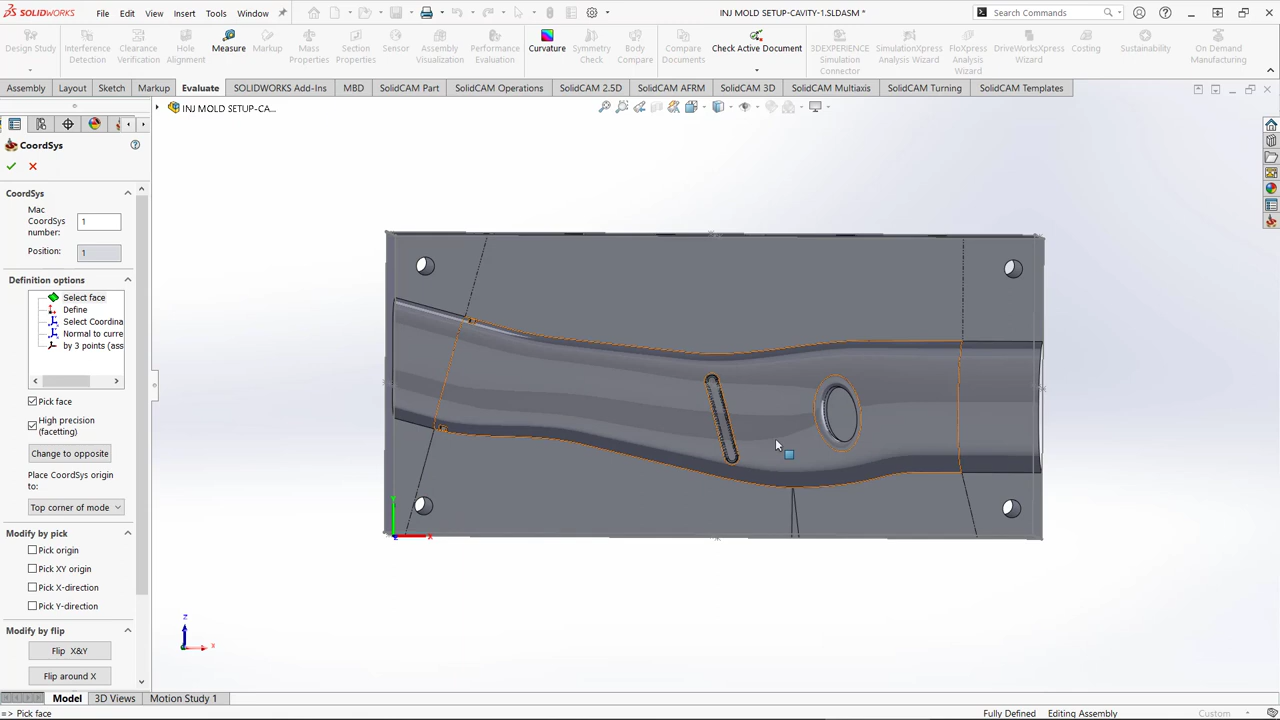 SOLIDWORKS File Edit View Insert Tools Window INJ MOLD SETUP-CAVITY-1.SLDASM * Search Commands
Design Study Interference Detection Clearance Verification Hole Alignment Measure Markup Mass Properties Section Properties Sensor Assembly Visualization Performance Evaluation Curvature Symmetry Check Body Compare Compare Documents Check Active Document 3DEXPERIENCE Simulation Connector SimulationXpress Analysis Wizard FloXpress Analysis Wizard DriveWorksXpress Wizard Costing Sustainability On Demand Manufacturing
Assembly Layout Sketch Markup Evaluate SOLIDWORKS Add-Ins MBD SolidCAM Part SolidCAM Operations SolidCAM 2.5D SolidCAM AFRM SolidCAM 3D SolidCAM Multiaxis SolidCAM Turning SolidCAM Templates
INJ MOLD SETUP-CA...
CoordSys
CoordSys
Mac CoordSys number: 1
Position: 1
Definition options
Select face
Define
Select Coordina
Normal to curre
by 3 points (ass
Pick face
High precision (facetting)
Change to opposite
Place CoordSys origin to:
Top corner of mode
Modify by pick
Pick origin
Pick XY origin
Pick X-direction
Pick Y-direction
Modify by flip
Flip X&Y
Flip around X
Y
Z
X
Z
X
Model 3D Views Motion Study 1
> Pick face Fully Defined Editing Assembly Custom